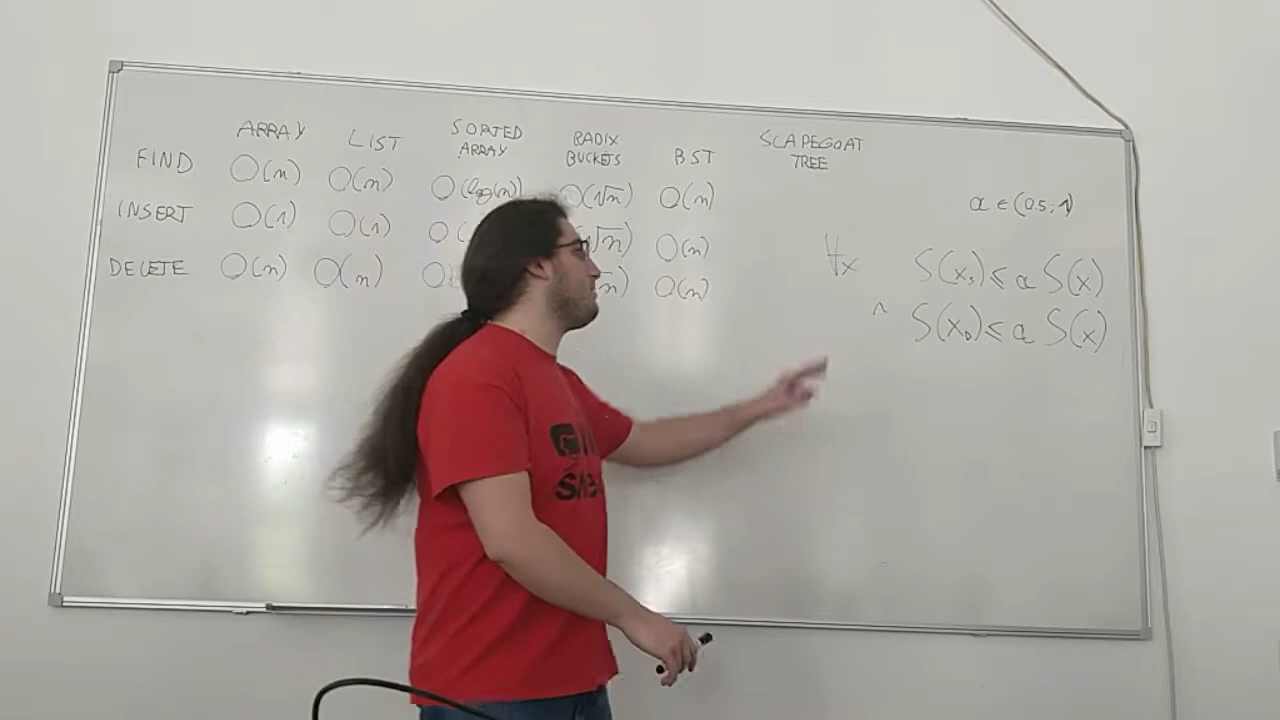 ARRAY LIST SORTED ARRAY RADIX BUCKETS BST SCAPEGOAT TREE
FIND O(n) O(n) O(log(n)) O(√n) O(n)
INSERT O(1) O(1) O( √n) O(n)
DELETE O(n) O(n) O( n) O(n)
a ∈ (0.5, 1)
∀x S(x₅) ≤ a S(x)
^ S(x₀) ≤ a S(x)